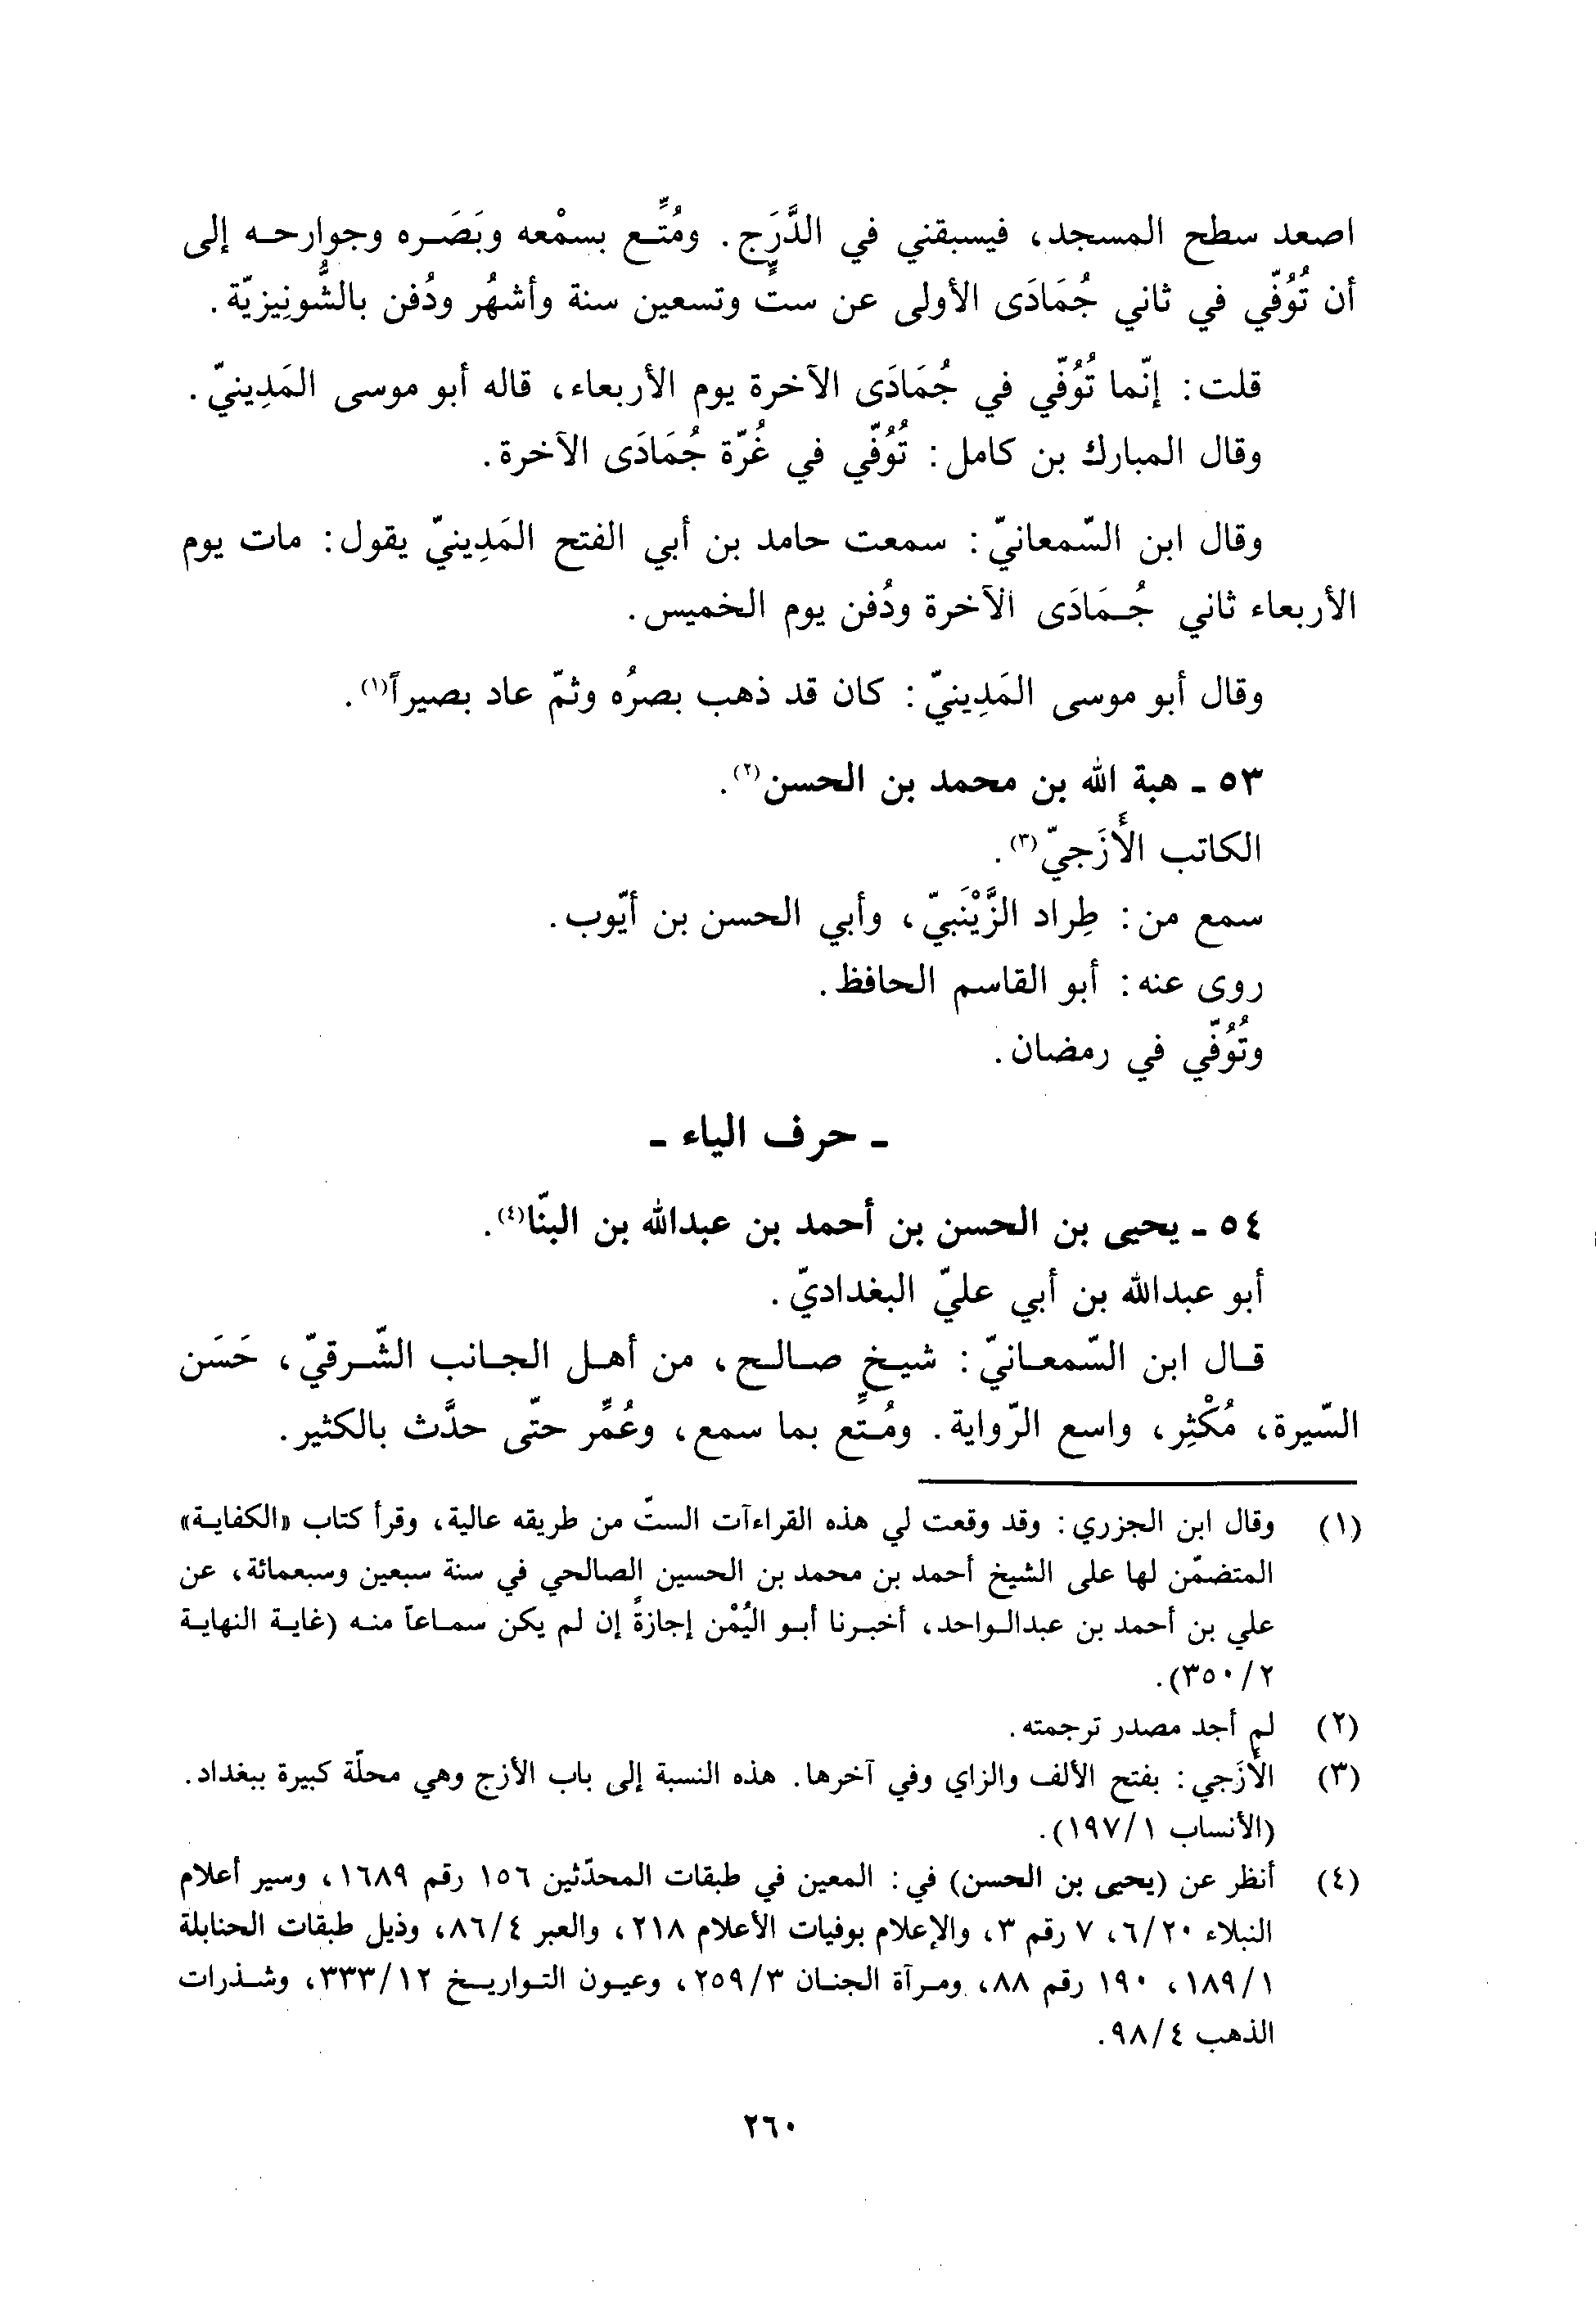 اصعد سطح المسجد، فيسبقني في الدَّرَج. ومُتِّع بسمْعه وبَصَره وجوارحه إلى
أن تُوُفّي في ثاني جُمَادَى الأولى عن ستٍّ وتسعين سنة وأشهُر ودُفن بالشُّونِيزيّة.
قلت: إنّما تُوُفّي في جُمَادَى الآخرة يوم الأربعاء، قاله أبو موسى المَدِينيّ.
وقال المبارك بن كامل: تُوُفّي في غُرّة جُمَادَى الآخرة.
وقال ابن السّمعانيّ: سمعت حامد بن أبي الفتح المَدِينيّ يقول: مات يوم
الأربعاء ثاني جُمَادَى الآخرة ودُفن يوم الخميس.
وقال أبو موسى المَدِينيّ: كان قد ذهب بصرُه وثمّ عاد بصيراً(١).
٥٣ - هبة الله بن محمد بن الحسن(٢).
الكاتب الأَزَجيّ(٣).
سمع من: طِراد الزَّيْنَبيّ، وأبي الحسن بن أيّوب.
روى عنه: أبو القاسم الحافظ.
وتُوُفّي في رمضان.
- حرف الياء -
٥٤ - يحيى بن الحسن بن أحمد بن عبدالله بن البنّا(٤).
أبو عبدالله بن أبي عليّ البغداديّ.
قال ابن السّمعانيّ: شيخ صالح، من أهل الجانب الشّرقيّ، حَسَن
السّيرة، مُكْثِر، واسع الرّواية. ومُتِّع بما سمع، وعُمِّر حتّى حدَّث بالكثير.
(١) وقال ابن الجزري: وقد وقعت لي هذه القراءآت الستّ من طريقه عالية، وقرأ كتاب «الكفاية»
المتضمّن لها على الشيخ أحمد بن محمد بن الحسين الصالحي في سنة سبعين وسبعمائة، عن
علي بن أحمد بن عبدالواحد، أخبرنا أبو اليُمْن إجازةً إن لم يكن سماعاً منه (غاية النهاية
٢/ ٣٥٠).
(٢) لم أجد مصدر ترجمته.
(٣) الأَزَجي: بفتح الألف والزاي وفي آخرها. هذه النسبة إلى باب الأزج وهي محلّة كبيرة ببغداد.
(الأنساب ١/ ١٩٧).
(٤) أنظر عن (يحيى بن الحسن) في: المعين في طبقات المحدّثين ١٥٦ رقم ١٦٨٩، وسير أعلام
النبلاء ٢٠/ ٦، ٧ رقم ٣، والإعلام بوفيات الأعلام ٢١٨، والعبر ٤/ ٨٦، وذيل طبقات الحنابلة
١/ ١٨٩، ١٩٠ رقم ٨٨، ومرآة الجنان ٣/ ٢٥٩، وعيون التواريخ ١٢/ ٣٣٣، وشذرات
الذهب ٤/ ٩٨.
٢٦٠